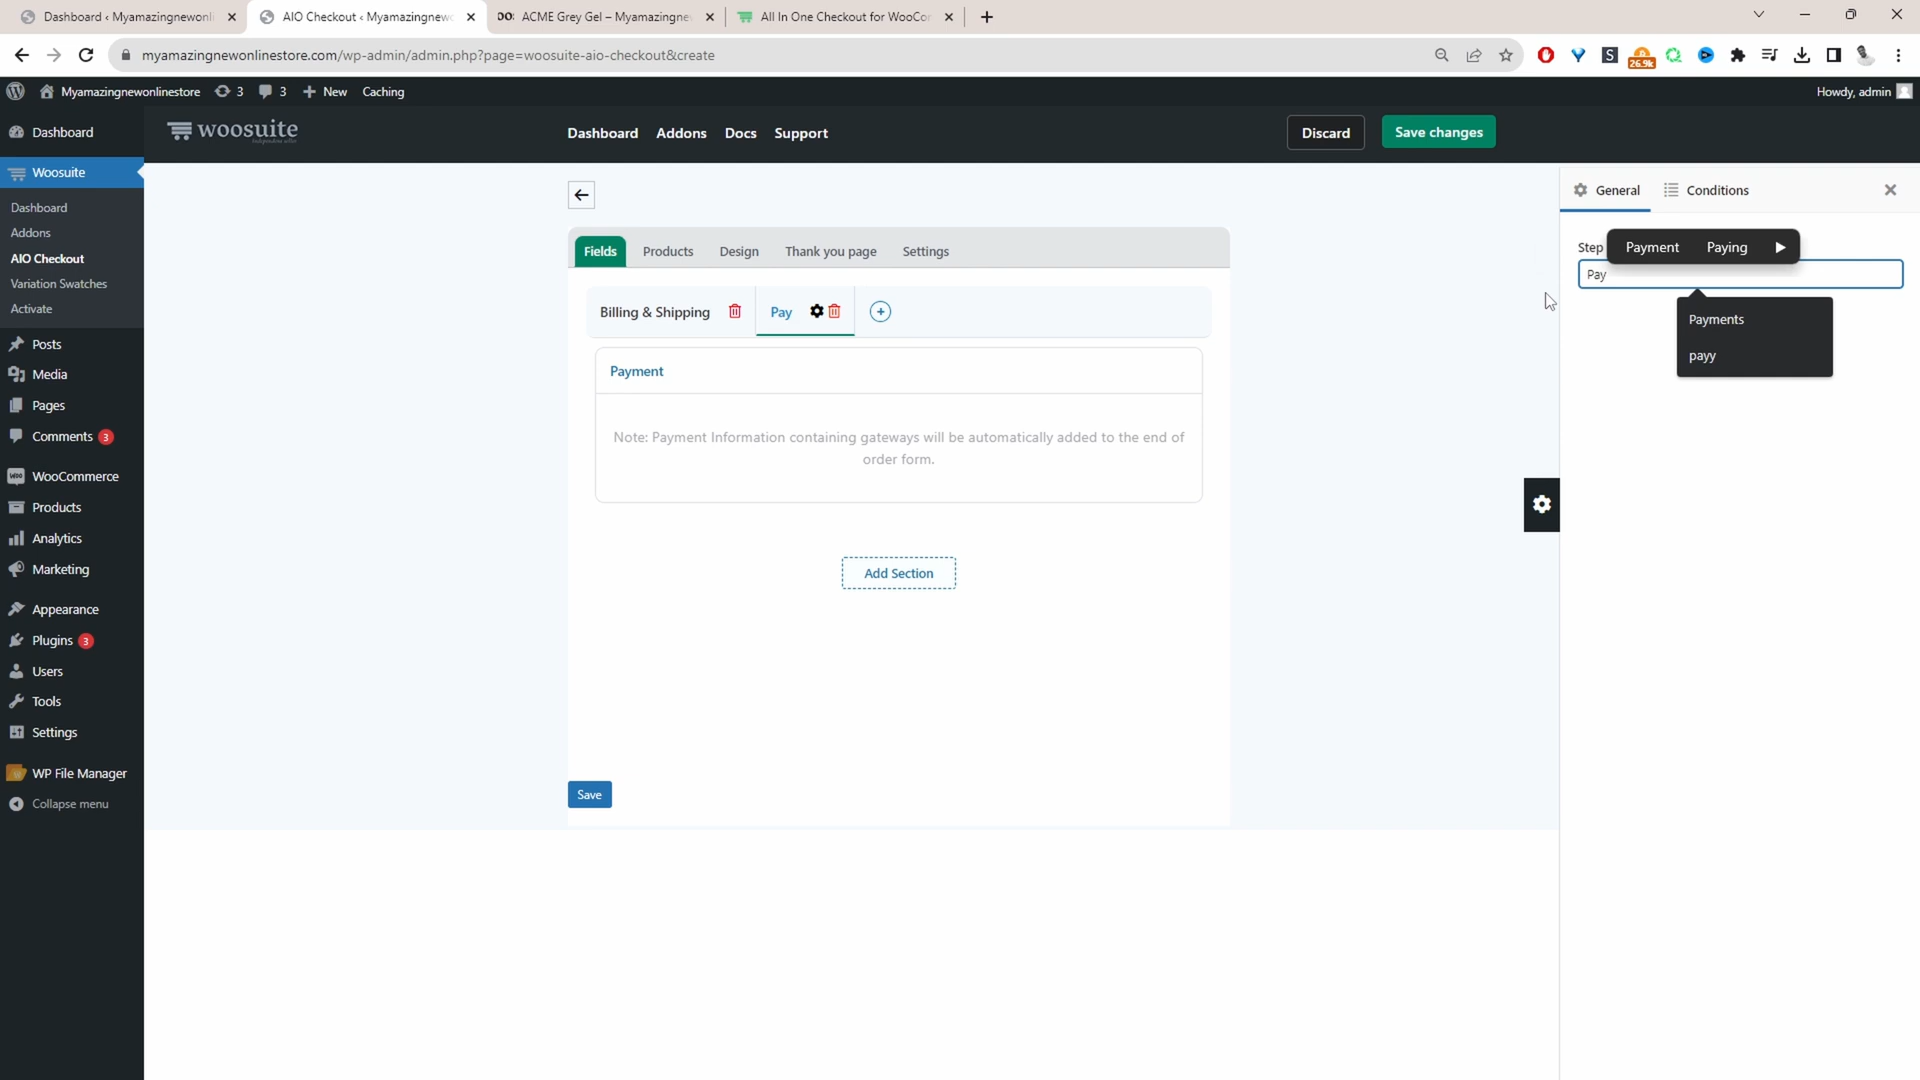 Dashboard ‹ Myamazingnewonli
AIO Checkout ‹ Myamazingnewo
ACME Grey Gel – Myamazingne
All In One Checkout for WooCor
myamazingnewonlinestore.com/wp-admin/admin.php?page=woosuite-aio-checkout&create
26.9k
Myamazingnewonlinestore
3
3
New
Caching
Howdy, admin
Dashboard
woosuite
Dashboard
Addons
Docs
Support
Discard
Save changes
Woosuite
Dashboard
Addons
AIO Checkout
Variation Swatches
Activate
Posts
Media
Pages
Comments 3
WooCommerce
Products
Analytics
Marketing
Appearance
Plugins 3
Users
Tools
Settings
WP File Manager
Collapse menu
Fields
Products
Design
Thank you page
Settings
Billing & Shipping
Pay
Payment
Note: Payment Information containing gateways will be automatically added to the end of
order form.
Add Section
Save
General
Conditions
Step
Payment
Paying
Pay
Payments
payy